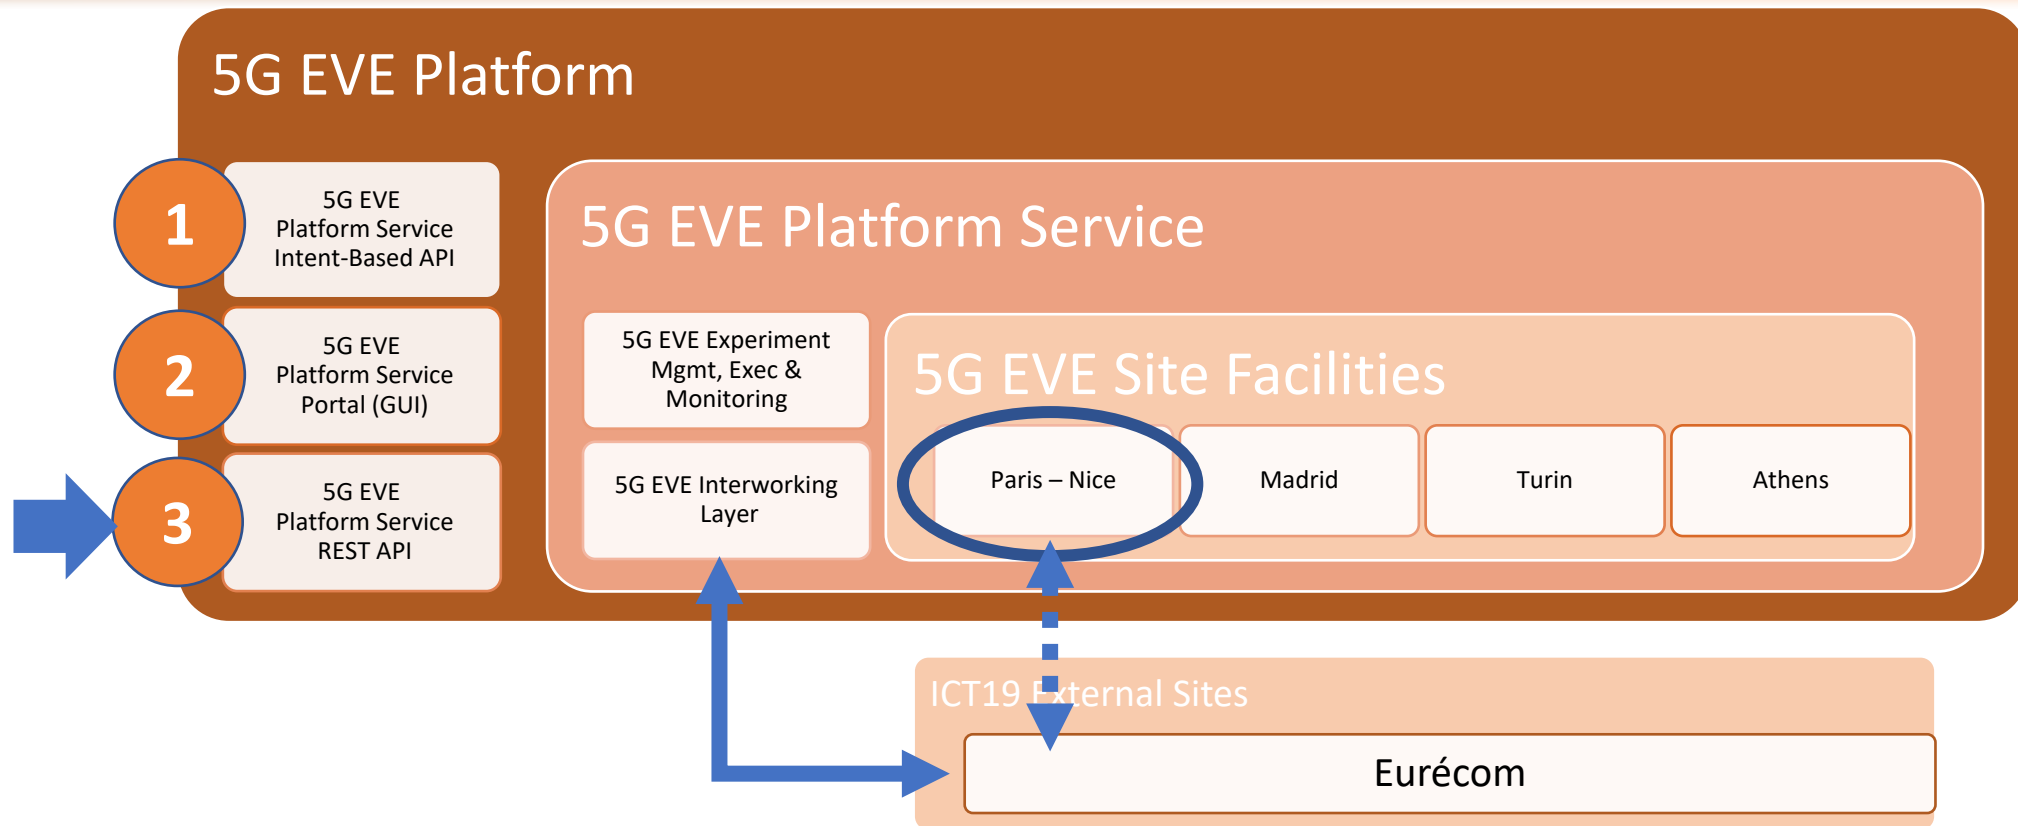 5G EVE Platform
1
5G EVE
Platform Service
Intent-Based API
2
5G EVE
Platform Service
Portal (GUI)
3
5G EVE
Platform Service
REST API
5G EVE Platform Service
5G EVE Experiment
Mgmt, Exec &
Monitoring
5G EVE Interworking
Layer
5G EVE Site Facilities
Paris – Nice
Madrid
Turin
Athens
ICT19 External Sites
Eurécom